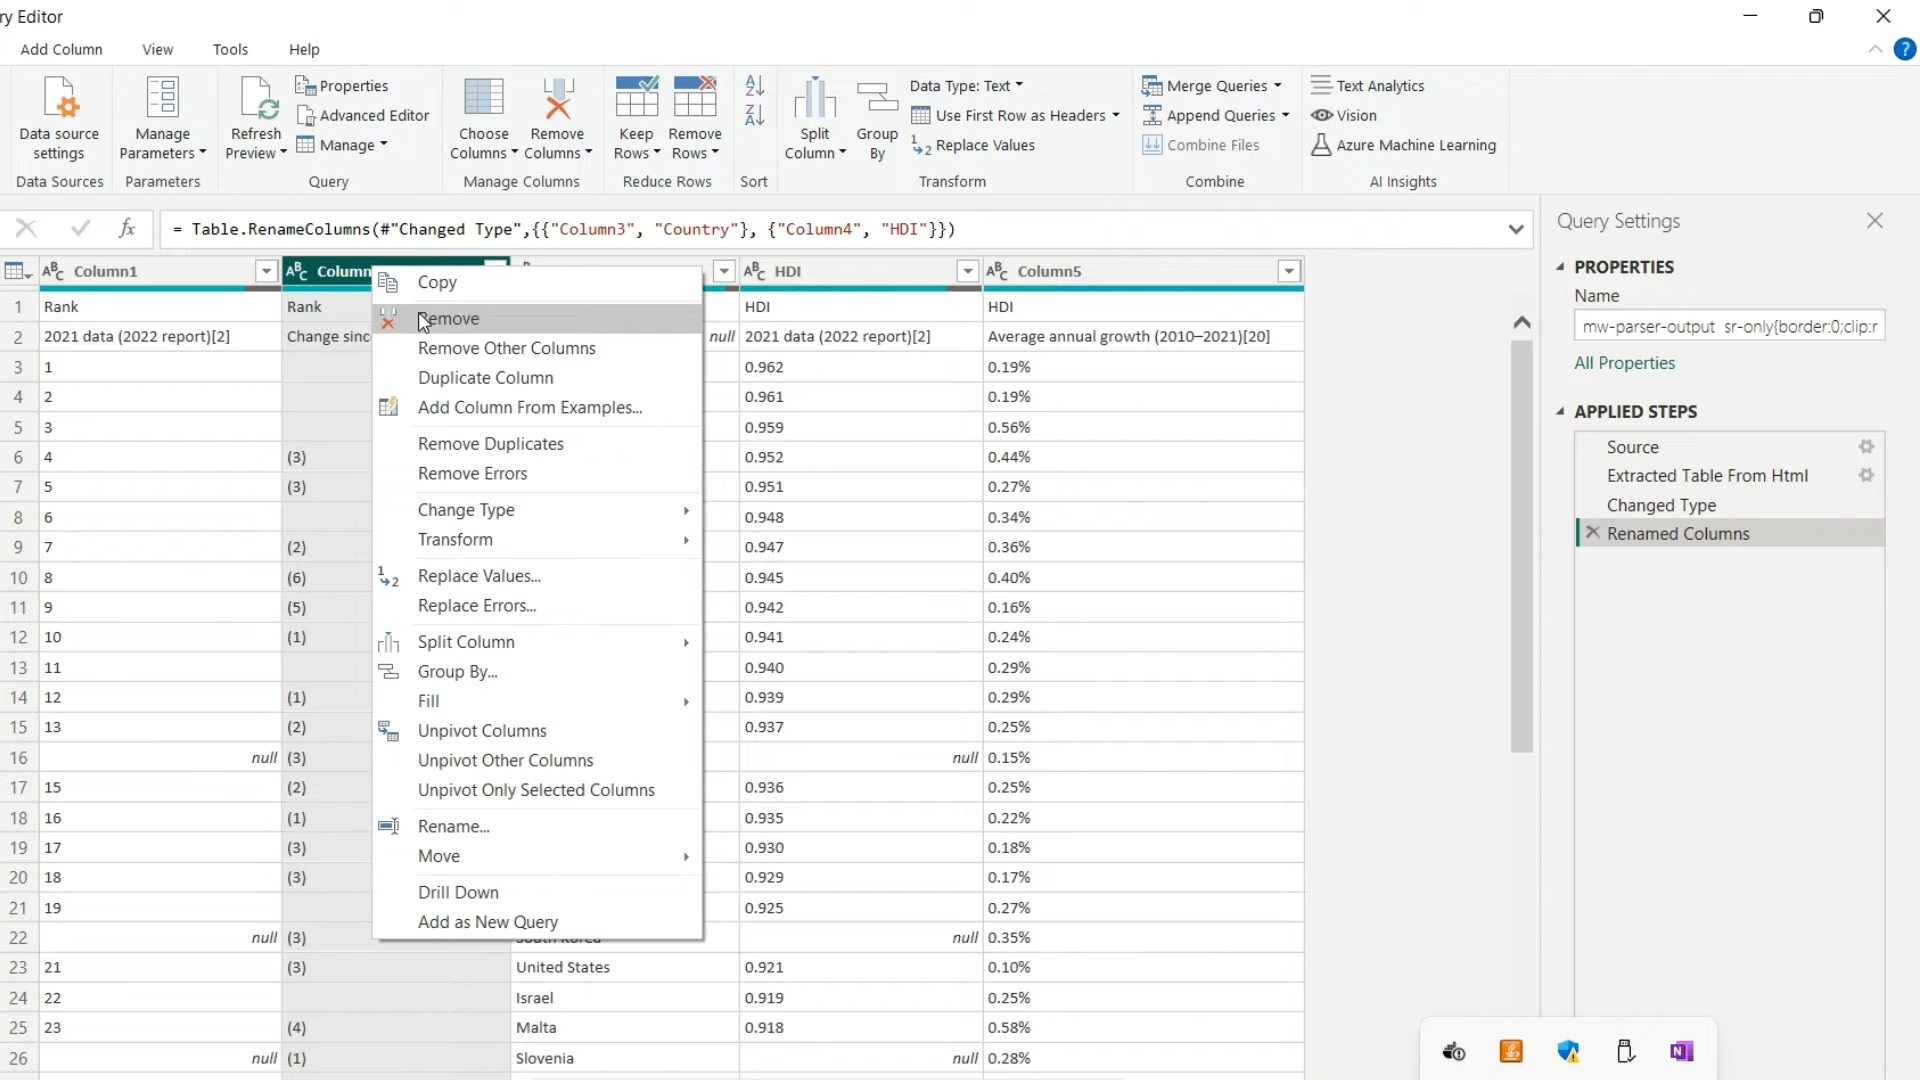 ry Editor
Add Column View Tools Help
Data source settings
Data Sources
Manage Parameters
Parameters
Refresh Preview
Properties
Advanced Editor
Manage
Query
Choose Columns
Remove Columns
Manage Columns
Keep Rows
Remove Rows
Reduce Rows
Sort
Split Column
Group By
Data Type: Text
Use First Row as Headers
Replace Values
Transform
Merge Queries
Append Queries
Combine Files
Combine
Text Analytics
Vision
Azure Machine Learning
AI Insights
fx = Table.RenameColumns(#"Changed Type",{{"Column3", "Country"}, {"Column4", "HDI"}})
ABC Column1 ABC Column ABC HDI ABC Column5
1 Rank Rank HDI HDI
2 2021 data (2022 report)[2] Change sinc null 2021 data (2022 report)[2] Average annual growth (2010–2021)[20]
3 1 0.962 0.19%
4 2 0.961 0.19%
5 3 0.959 0.56%
6 4 (3) 0.952 0.44%
7 5 (3) 0.951 0.27%
8 6 0.948 0.34%
9 7 (2) 0.947 0.36%
10 8 (6) 0.945 0.40%
11 9 (5) 0.942 0.16%
12 10 (1) 0.941 0.24%
13 11 0.940 0.29%
14 12 (1) 0.939 0.29%
15 13 (2) 0.937 0.25%
16 null (3) null 0.15%
17 15 (2) 0.936 0.25%
18 16 (1) 0.935 0.22%
19 17 (3) 0.930 0.18%
20 18 (3) 0.929 0.17%
21 19 0.925 0.27%
22 null (3) null 0.35%
23 21 (3) United States 0.921 0.10%
24 22 Israel 0.919 0.25%
25 23 (4) Malta 0.918 0.58%
26 null (1) Slovenia null 0.28%
Copy
Remove
Remove Other Columns
Duplicate Column
Add Column From Examples...
Remove Duplicates
Remove Errors
Change Type
Transform
Replace Values...
Replace Errors...
Split Column
Group By...
Fill
Unpivot Columns
Unpivot Other Columns
Unpivot Only Selected Columns
Rename...
Move
Drill Down
Add as New Query
Query Settings
PROPERTIES
Name
mw-parser-output sr-only{border:0;clip:r
All Properties
APPLIED STEPS
Source
Extracted Table From Html
Changed Type
Renamed Columns